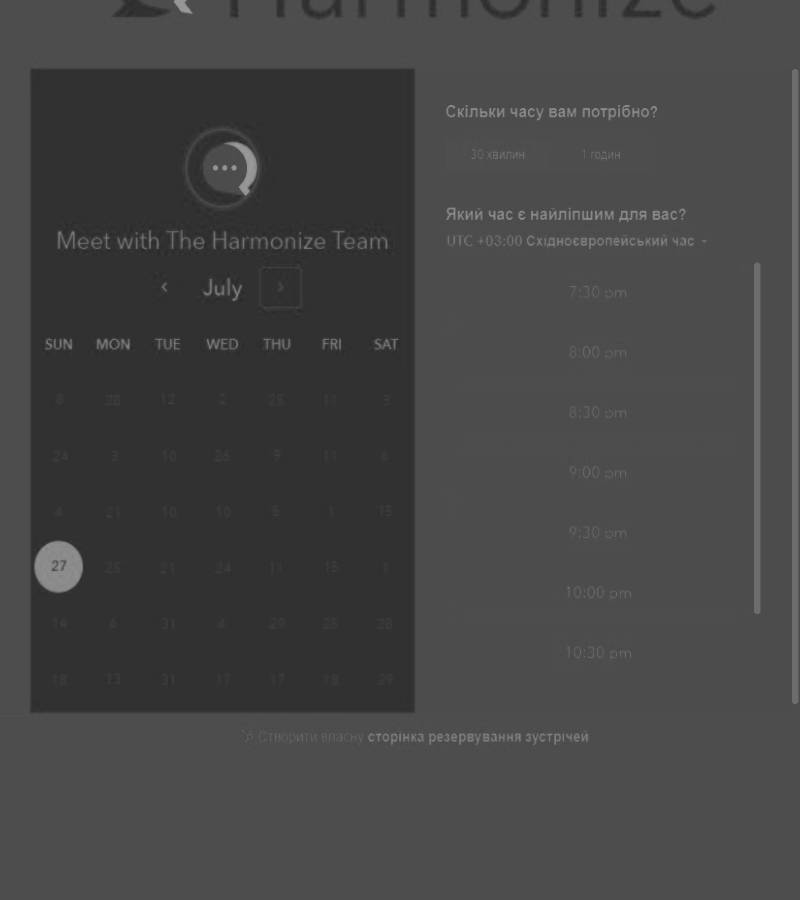 Harmonize
Meet with The Harmonize Team
July
SUN MON TUE WED THU FRI SAT
8 28 12 2 25 11 3
24 3 10 26 9 11 6
4 21 10 10 5 1 15
27 25 21 24 11 15 1
14 6 31 4 29 25 20
18 13 31 17 17 18 29
Скільки часу вам потрібно?
30 хвилин 1 годин
Який час є найліпшим для вас?
UTC +03:00 Східноєвропейський час
7:30 pm
8:00 pm
8:30 pm
9:00 pm
9:30 pm
10:00 pm
10:30 pm
Створити власну сторінка резервування зустрічей